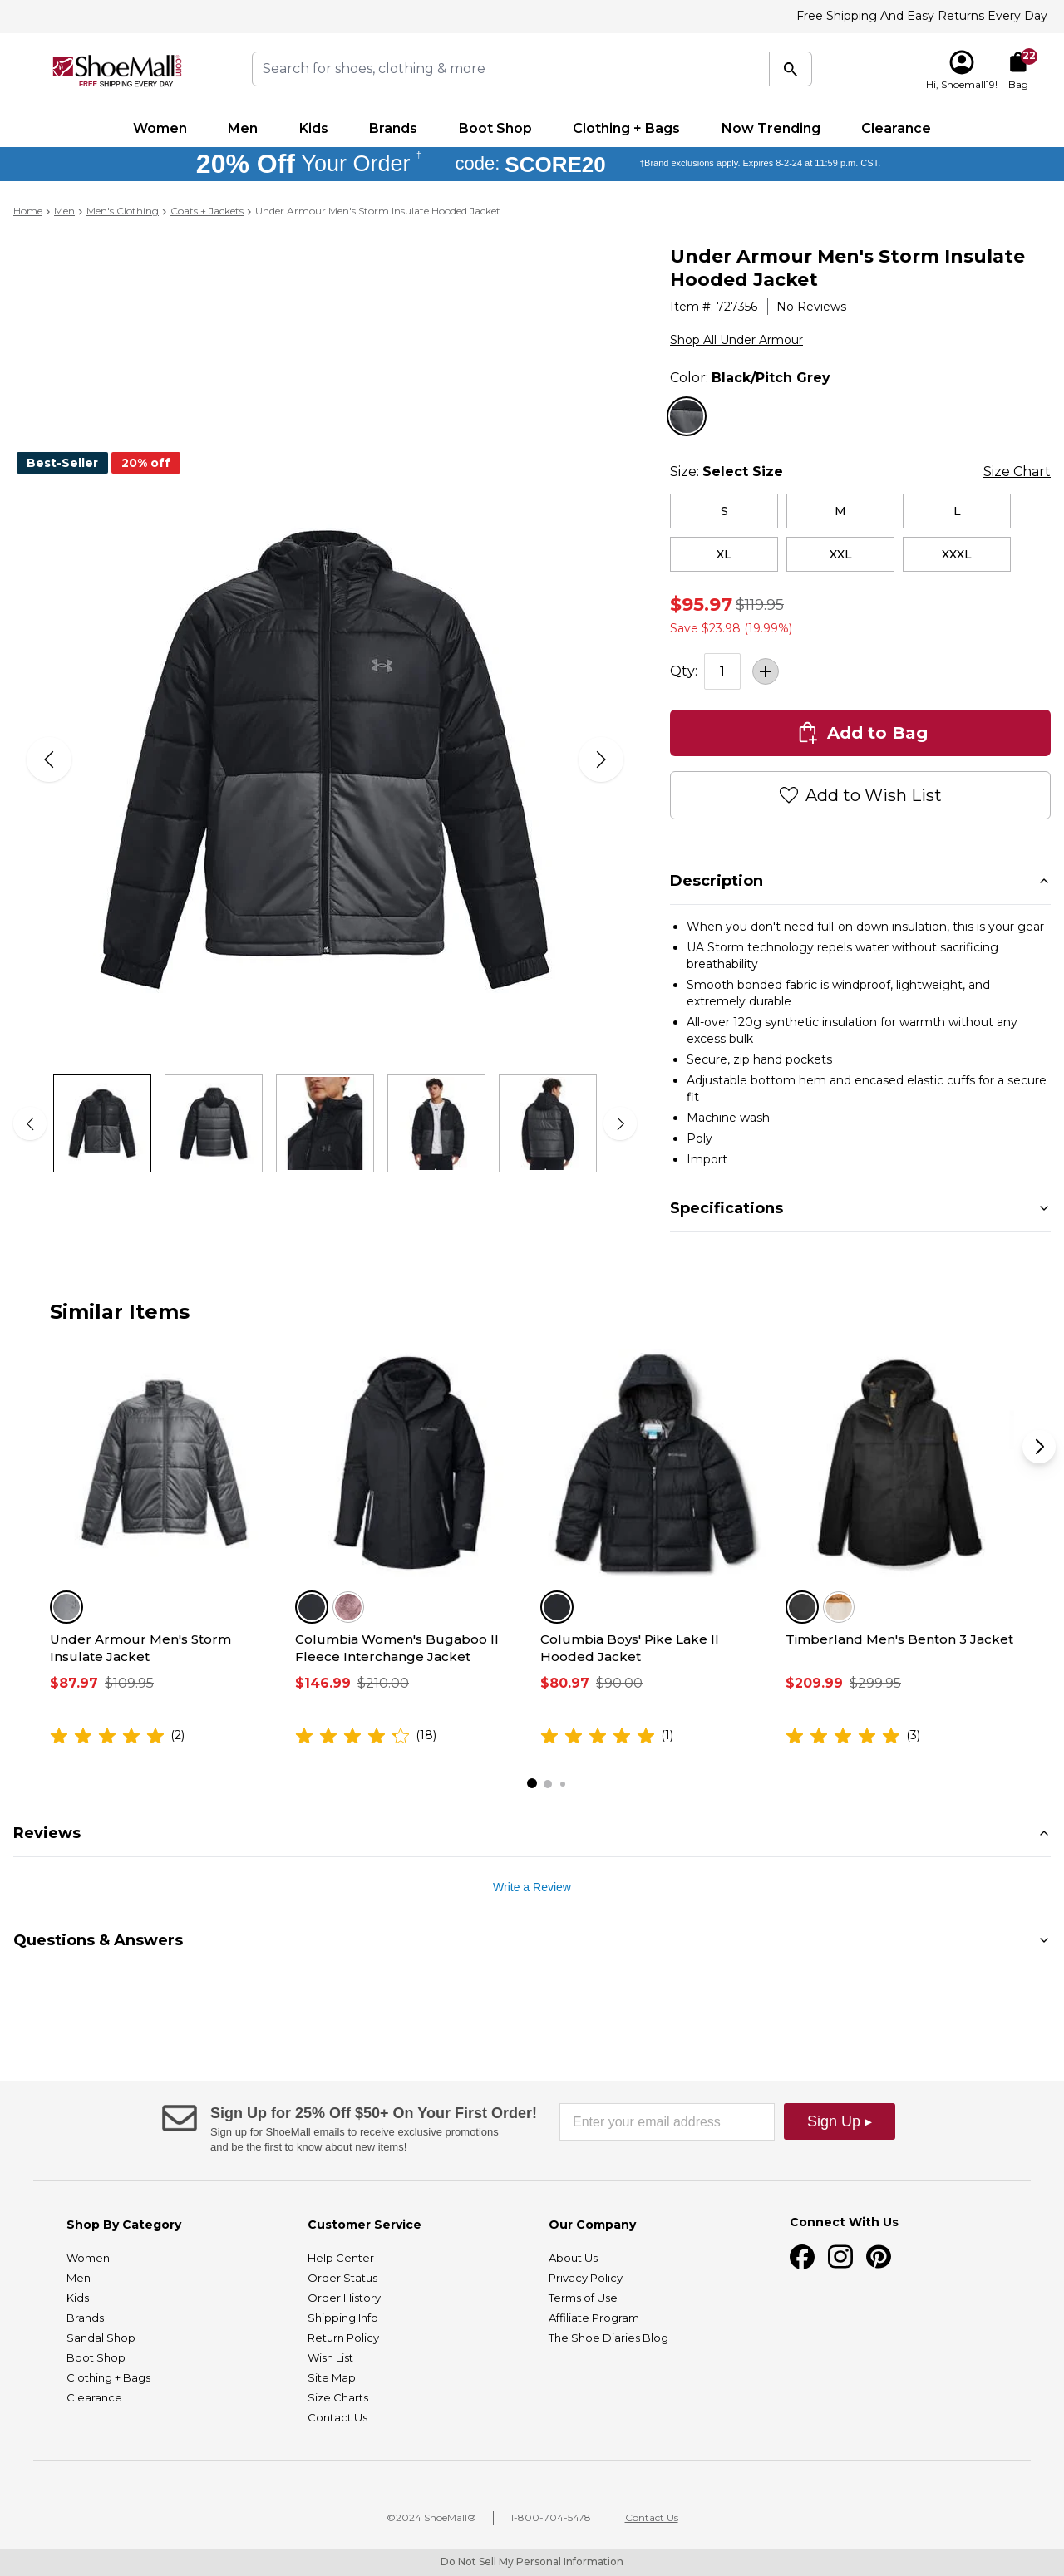 Free Shipping And Easy Returns Every Day
ShoeMall.com
FREE SHIPPING EVERY DAY
Search for shoes, clothing & more
22
Hi, Shoemall19!
Bag
Women
Men
Kids
Brands
Boot Shop
Clothing + Bags
Now Trending
Clearance
20% Off Your Order †
code: SCORE20
†Brand exclusions apply. Expires 8-2-24 at 11:59 p.m. CST.
Home > Men > Men's Clothing > Coats + Jackets > Under Armour Men's Storm Insulate Hooded Jacket
Best-Seller
20% off
Under Armour Men's Storm Insulate
Hooded Jacket
Item #: 727356
No Reviews
Shop All Under Armour
Color: Black/Pitch Grey
Size: Select Size
Size Chart
S
M
L
XL
XXL
XXXL
$95.97 $119.95
Save $23.98 (19.99%)
Qty:
1
Add to Bag
Add to Wish List
Description
• When you don't need full-on down insulation, this is your gear
• UA Storm technology repels water without sacrificing
breathability
• Smooth bonded fabric is windproof, lightweight, and
extremely durable
• All-over 120g synthetic insulation for warmth without any
excess bulk
• Secure, zip hand pockets
• Adjustable bottom hem and encased elastic cuffs for a secure
fit
• Machine wash
• Poly
• Import
Specifications
Similar Items
Under Armour Men's Storm
Insulate Jacket
$87.97 $109.95
(2)
Columbia Women's Bugaboo II
Fleece Interchange Jacket
$146.99 $210.00
(18)
Columbia Boys' Pike Lake II
Hooded Jacket
$80.97 $90.00
(1)
Timberland Men's Benton 3 Jacket
$209.99 $299.95
(3)
Reviews
Write a Review
Questions & Answers
Sign Up for 25% Off $50+ On Your First Order!
Sign up for ShoeMall emails to receive exclusive promotions
and be the first to know about new items!
Enter your email address
Sign Up ▸
Shop By Category
Women
Men
Kids
Brands
Sandal Shop
Boot Shop
Clothing + Bags
Clearance
Customer Service
Help Center
Order Status
Order History
Shipping Info
Return Policy
Wish List
Site Map
Size Charts
Contact Us
Our Company
About Us
Privacy Policy
Terms of Use
Affiliate Program
The Shoe Diaries Blog
Connect With Us
©2024 ShoeMall®
1-800-704-5478
Contact Us
Do Not Sell My Personal Information